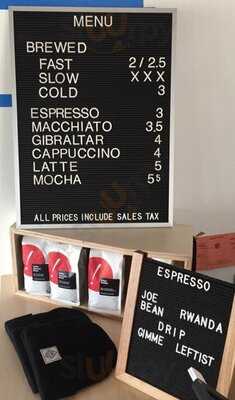 MENU
BREWED
FAST 2 / 2.5
SLOW X X X
COLD 3
ESPRESSO 3
MACCHIATO 3.5
GIBRALTAR 4
CAPPUCCINO 4
LATTE 5
MOCHA 5⁵
ALL PRICES INCLUDE SALES TAX
ESPRESSO
JOE
BEAN RWANDA
DRIP
GIMME LEFTIST